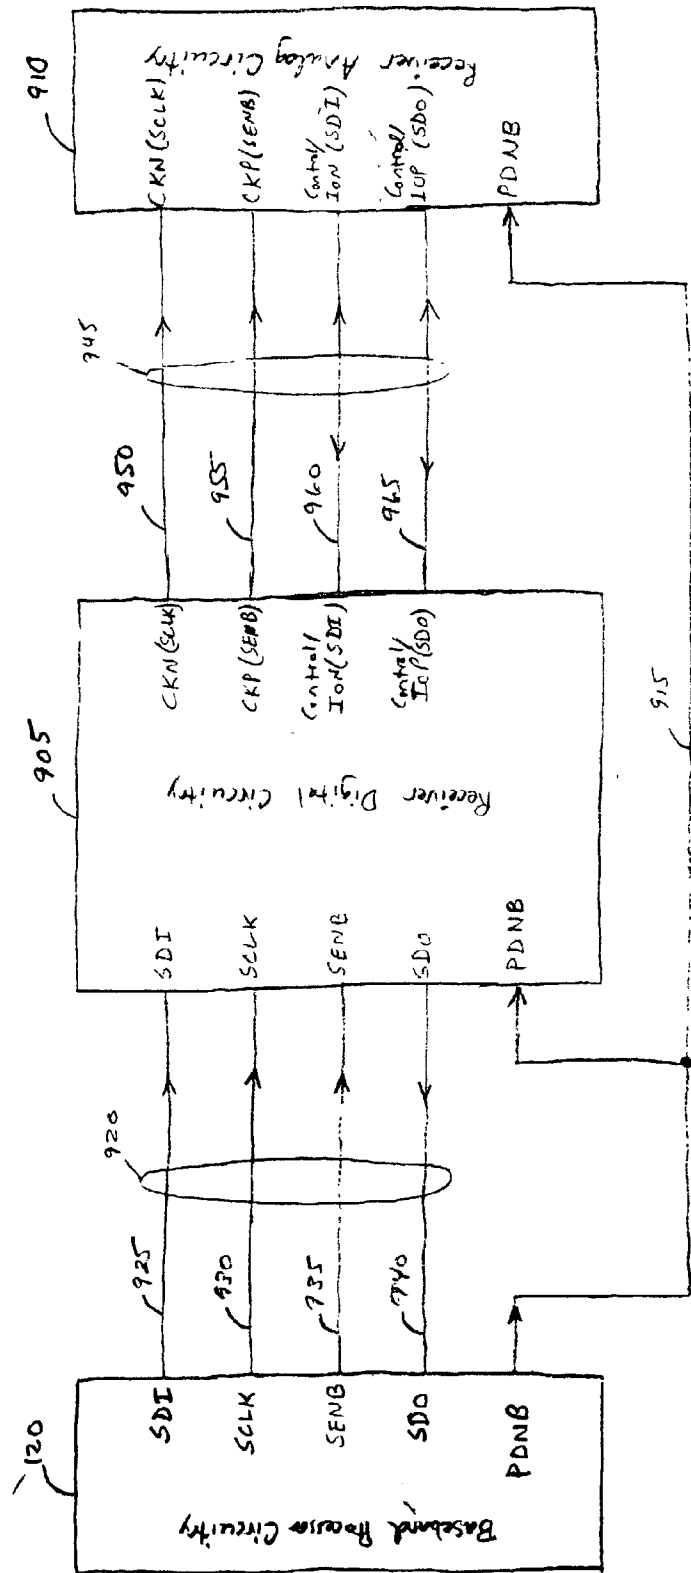 120
Baseband Processor Circuitry
SDI
SCLK
SENB
SDO
PDNB
925
930
935
940
920
905
Receiver Digital Circuitry
SDI
SCLK
SENB
SDO
PDNB
CKN(SCLK)
CKP(SENB)
Control/
ION(SDI)
Control/
IOP(SDO)
950
955
960
965
945
910
Receiver Analog Circuitry
CKN(SCLK)
CKP(SENB)
Control/
ION (SDI)
Control/
IOP (SDO)
PDNB
915